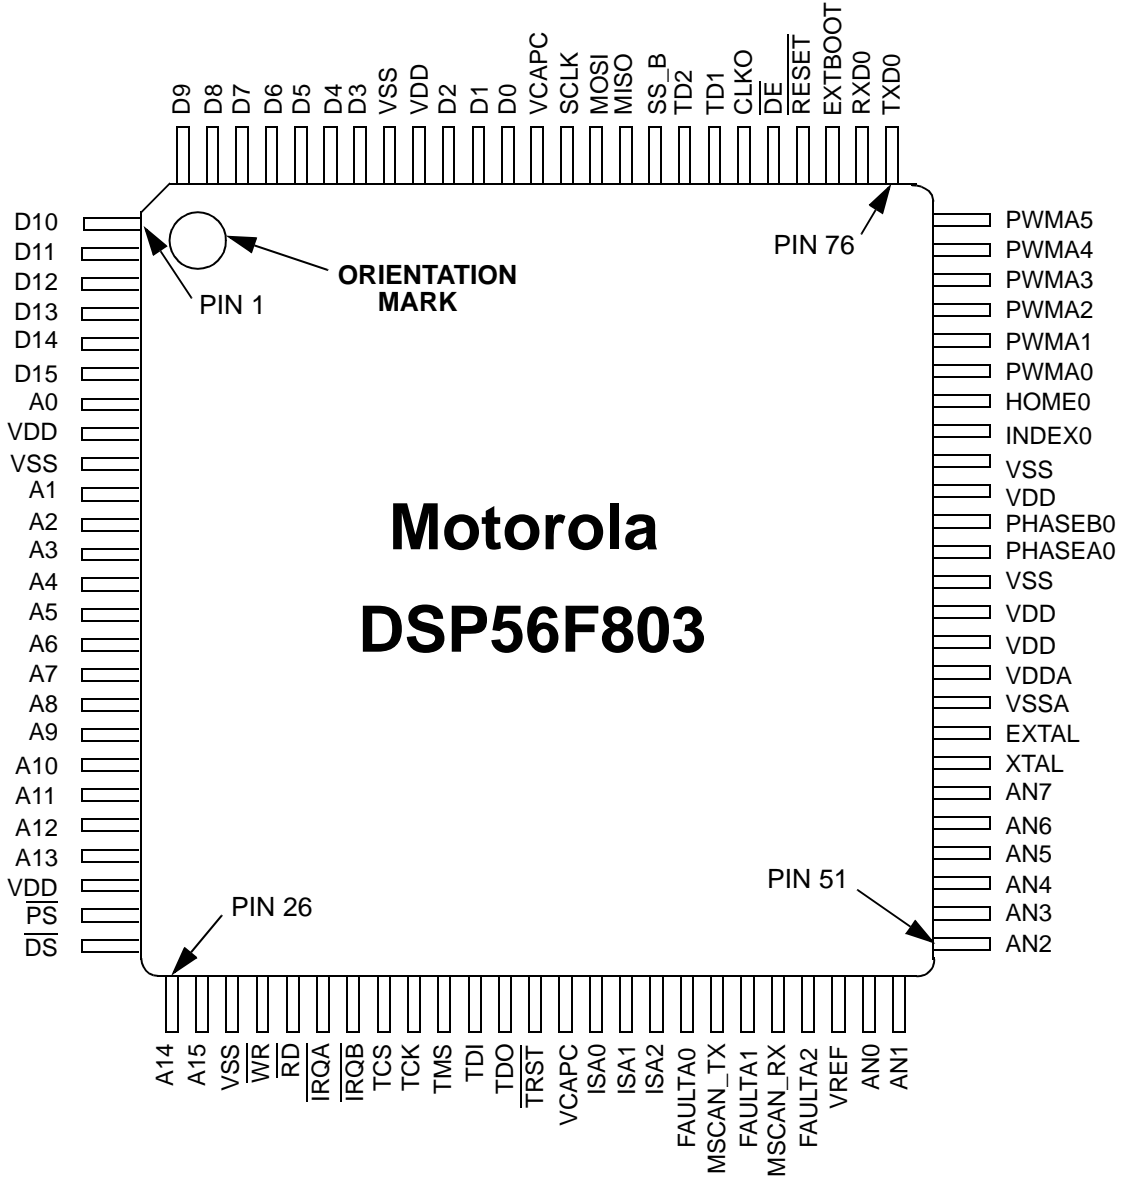 D9
D8
D7
D6
D5
D4
D3
VSS
VDD
D2
D1
D0
VCAPC
SCLK
MOSI
MISO
SS_B
TD2
TD1
CLKO
DE
RESET
EXTBOOT
RXD0
TXD0
D10
D11
D12
D13
D14
D15
A0
VDD
VSS
A1
A2
A3
A4
A5
A6
A7
A8
A9
A10
A11
A12
A13
VDD
PS
DS
PIN 1
ORIENTATION
MARK
PIN 76
Motorola
DSP56F803
PIN 26
PIN 51
PWMA5
PWMA4
PWMA3
PWMA2
PWMA1
PWMA0
HOME0
INDEX0
VSS
VDD
PHASEB0
PHASEA0
VSS
VDD
VDD
VDDA
VSSA
EXTAL
XTAL
AN7
AN6
AN5
AN4
AN3
AN2
A14
A15
VSS
WR
RD
IRQA
IRQB
TCS
TCK
TMS
TDI
TDO
TRST
VCAPC
ISA0
ISA1
ISA2
FAULTA0
MSCAN_TX
FAULTA1
MSCAN_RX
FAULTA2
VREF
AN0
AN1